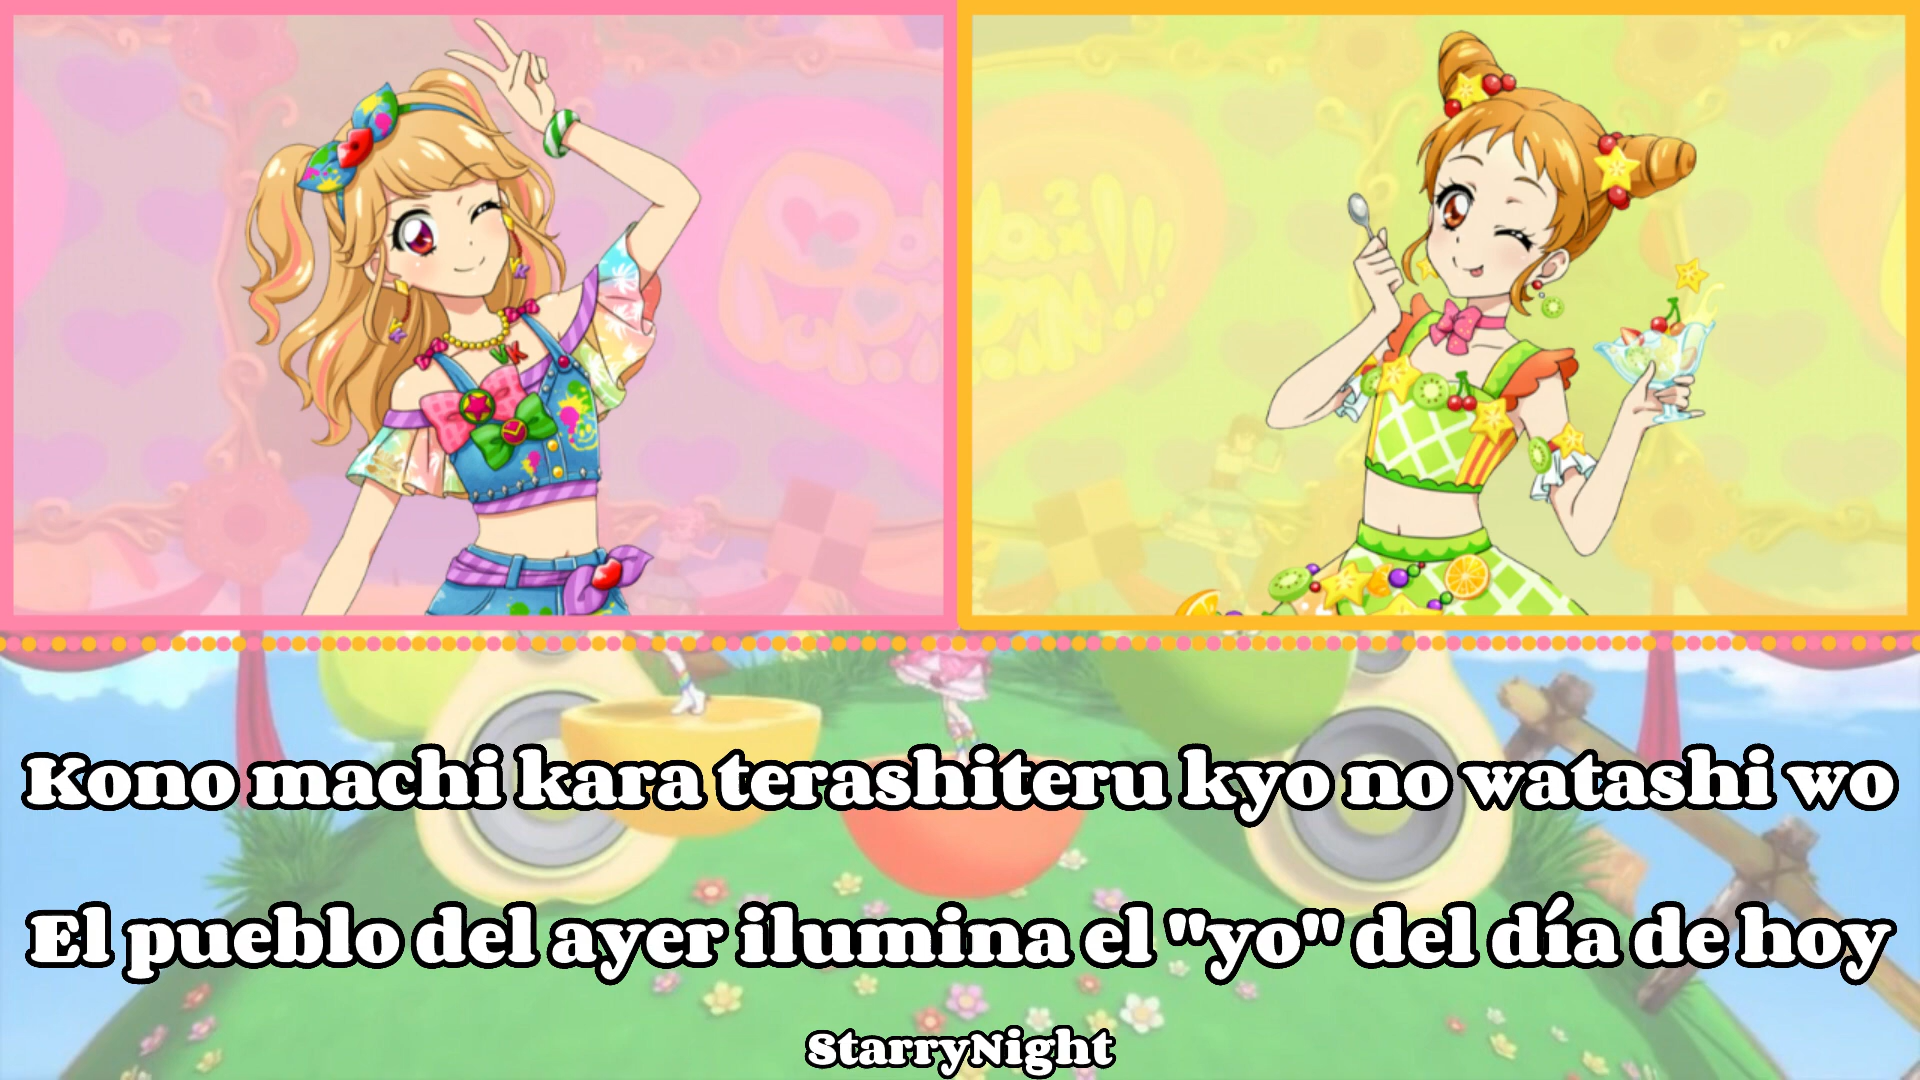 Kono machi kara terashiteru kyo no watashi wo
El pueblo del ayer ilumina el "yo" del día de hoy
StarryNight